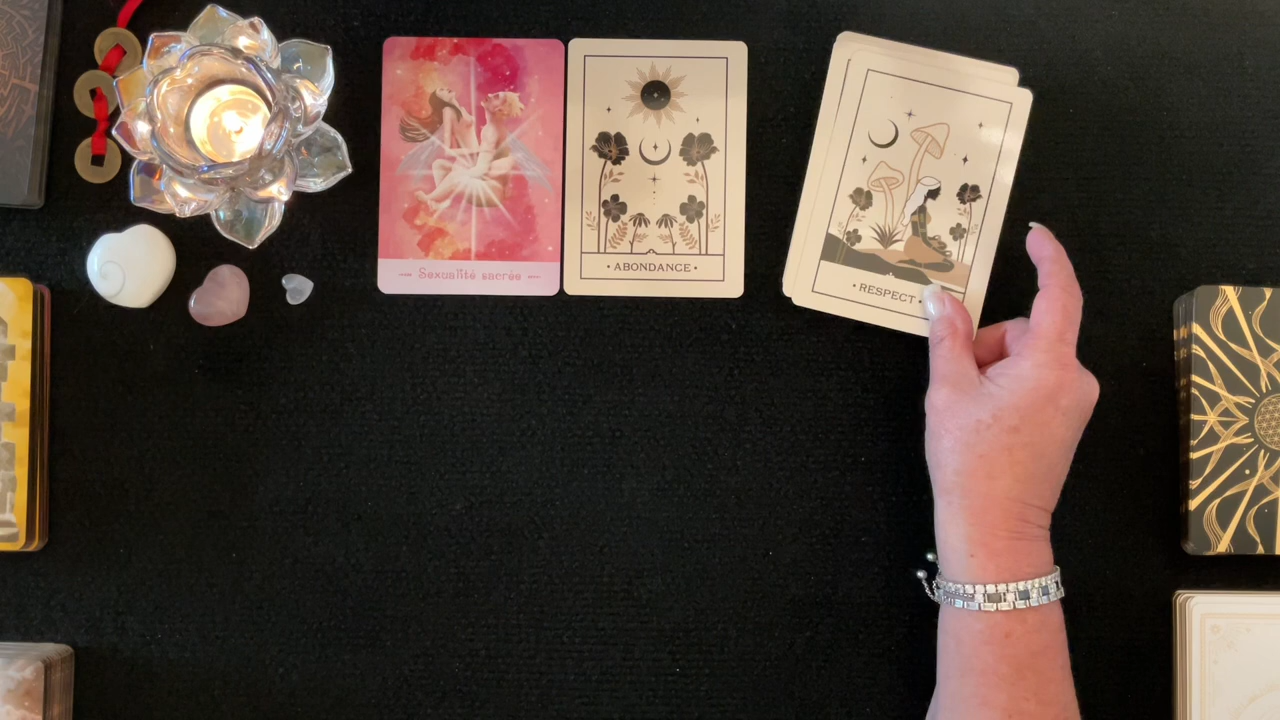 Sexualité sacrée
• ABONDANCE •
• RESPECT •